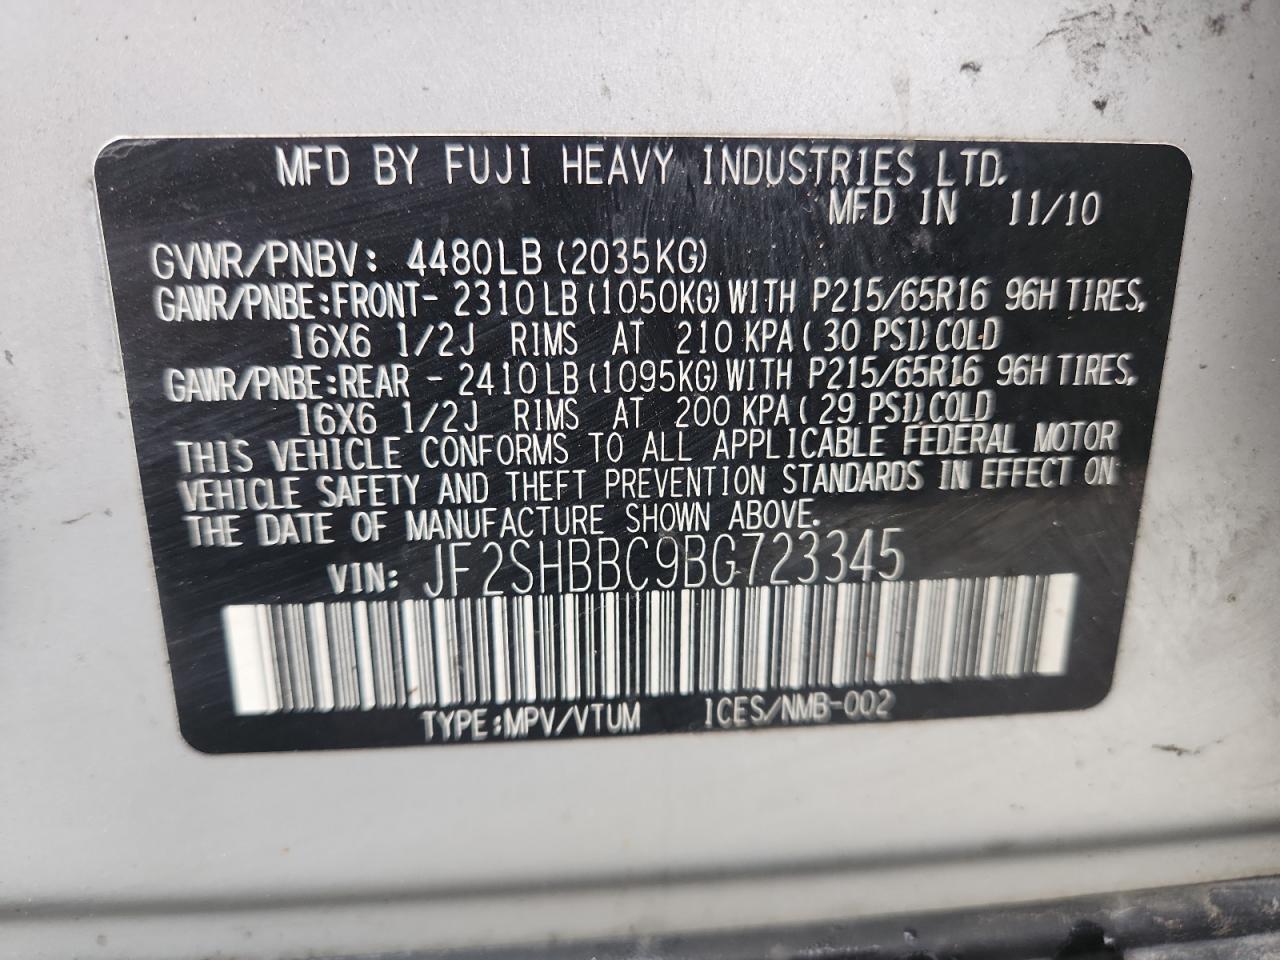 MFD BY FUJI HEAVY INDUSTRIES LTD.
MFD IN 11/10
GVWR/PNBV: 4480LB (2035KG)
GAWR/PNBE:FRONT- 2310LB(1050KG)WITH P215/65R16 96H TIRES,
16X6 1/2J RIMS AT 210 KPA( 30 PSI)COLD
GAWR/PNBE:REAR - 2410LB(1095KG)WITH P215/65R16 96H TIRES,
16X6 1/2J RIMS AT 200 KPA( 29 PSI)COLD
THIS VEHICLE CONFORMS TO ALL APPLICABLE FEDERAL MOTOR
VEHICLE SAFETY AND THEFT PREVENTION STANDARDS IN EFFECT ON
THE DATE OF MANUFACTURE SHOWN ABOVE.
VIN: JF2SHBBC9BG723345
TYPE:MPV/VTUM ICES/NMB-002